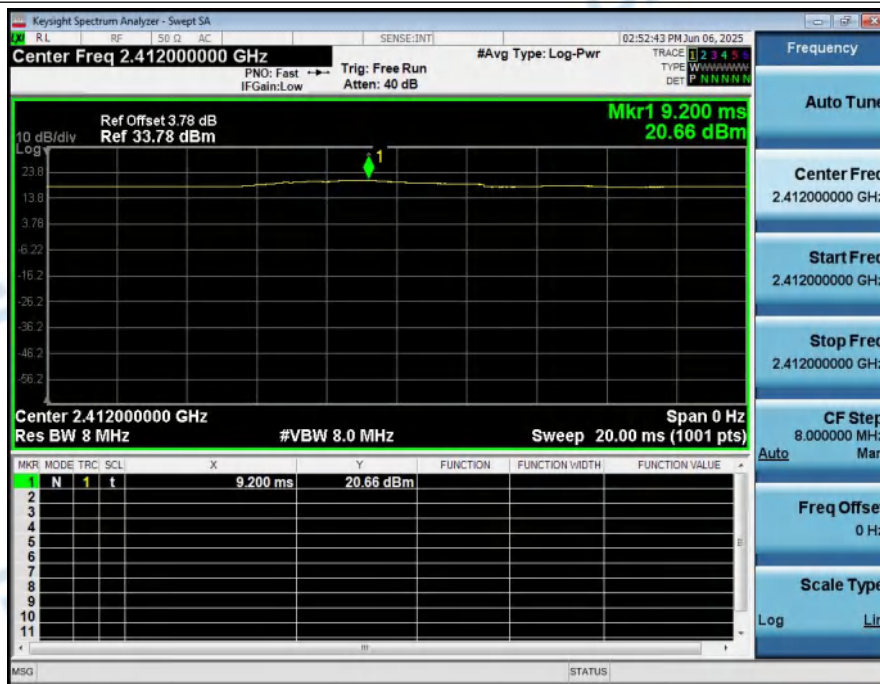 Keysight Spectrum Analyzer - Swept SA
RL RF 50 Ω AC SENSE:INT 02:52:43 PM Jun 06, 2025
Center Freq 2.412000000 GHz #Avg Type: Log-Pwr TRACE 1 2 3 4 5 6
PNO: Fast Trig: Free Run TYPE WWWWWW
IFGain:Low Atten: 40 dB DET P N N N N N
Mkr1 9.200 ms
Ref Offset 3.78 dB
10 dB/div Ref 33.78 dBm 20.66 dBm
Log
1
23.8
13.8
3.78
-6.22
-16.2
-26.2
-36.2
-46.2
-56.2
Center 2.412000000 GHz Span 0 Hz
Res BW 8 MHz #VBW 8.0 MHz Sweep 20.00 ms (1001 pts)
MKR MODE TRC SCL X Y FUNCTION FUNCTION WIDTH FUNCTION VALUE
1 N 1 t 9.200 ms 20.66 dBm
2
3
4
5
6
7
8
9
10
11
MSG STATUS
Frequency
Auto Tune
Center Freq
2.412000000 GHz
Start Freq
2.412000000 GHz
Stop Freq
2.412000000 GHz
CF Step
8.000000 MHz
Auto Man
Freq Offset
0 Hz
Scale Type
Log Lin